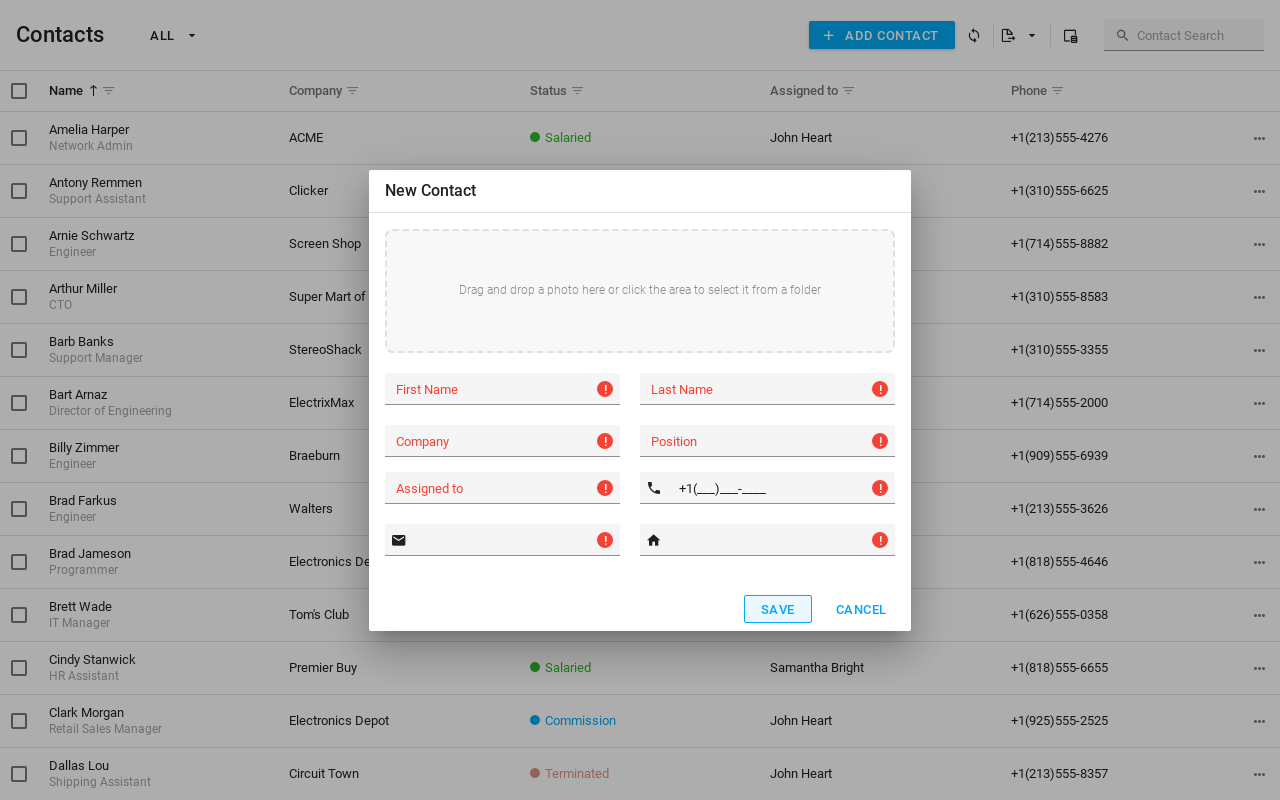 Contacts
ALL
ADD CONTACT
Contact Search
Name Company Status Assigned to Phone
Amelia Harper
Network Admin
ACME
Salaried
John Heart
+1(213)555-4276
Antony Remmen
Support Assistant
Clicker
+1(310)555-6625
Arnie Schwartz
Engineer
Screen Shop
+1(714)555-8882
Arthur Miller
CTO
Super Mart of
+1(310)555-8583
Barb Banks
Support Manager
StereoShack
+1(310)555-3355
Bart Arnaz
Director of Engineering
ElectrixMax
+1(714)555-2000
Billy Zimmer
Engineer
Braeburn
+1(909)555-6939
Brad Farkus
Engineer
Walters
+1(213)555-3626
Brad Jameson
Programmer
Electronics De
+1(818)555-4646
Brett Wade
IT Manager
Tom's Club
+1(626)555-0358
Cindy Stanwick
HR Assistant
Premier Buy
Salaried
Samantha Bright
+1(818)555-6655
Clark Morgan
Retail Sales Manager
Electronics Depot
Commission
John Heart
+1(925)555-2525
Dallas Lou
Shipping Assistant
Circuit Town
Terminated
John Heart
+1(213)555-8357
New Contact
Drag and drop a photo here or click the area to select it from a folder
First Name
Last Name
Company
Position
Assigned to
+1(___)___-____
SAVE
CANCEL